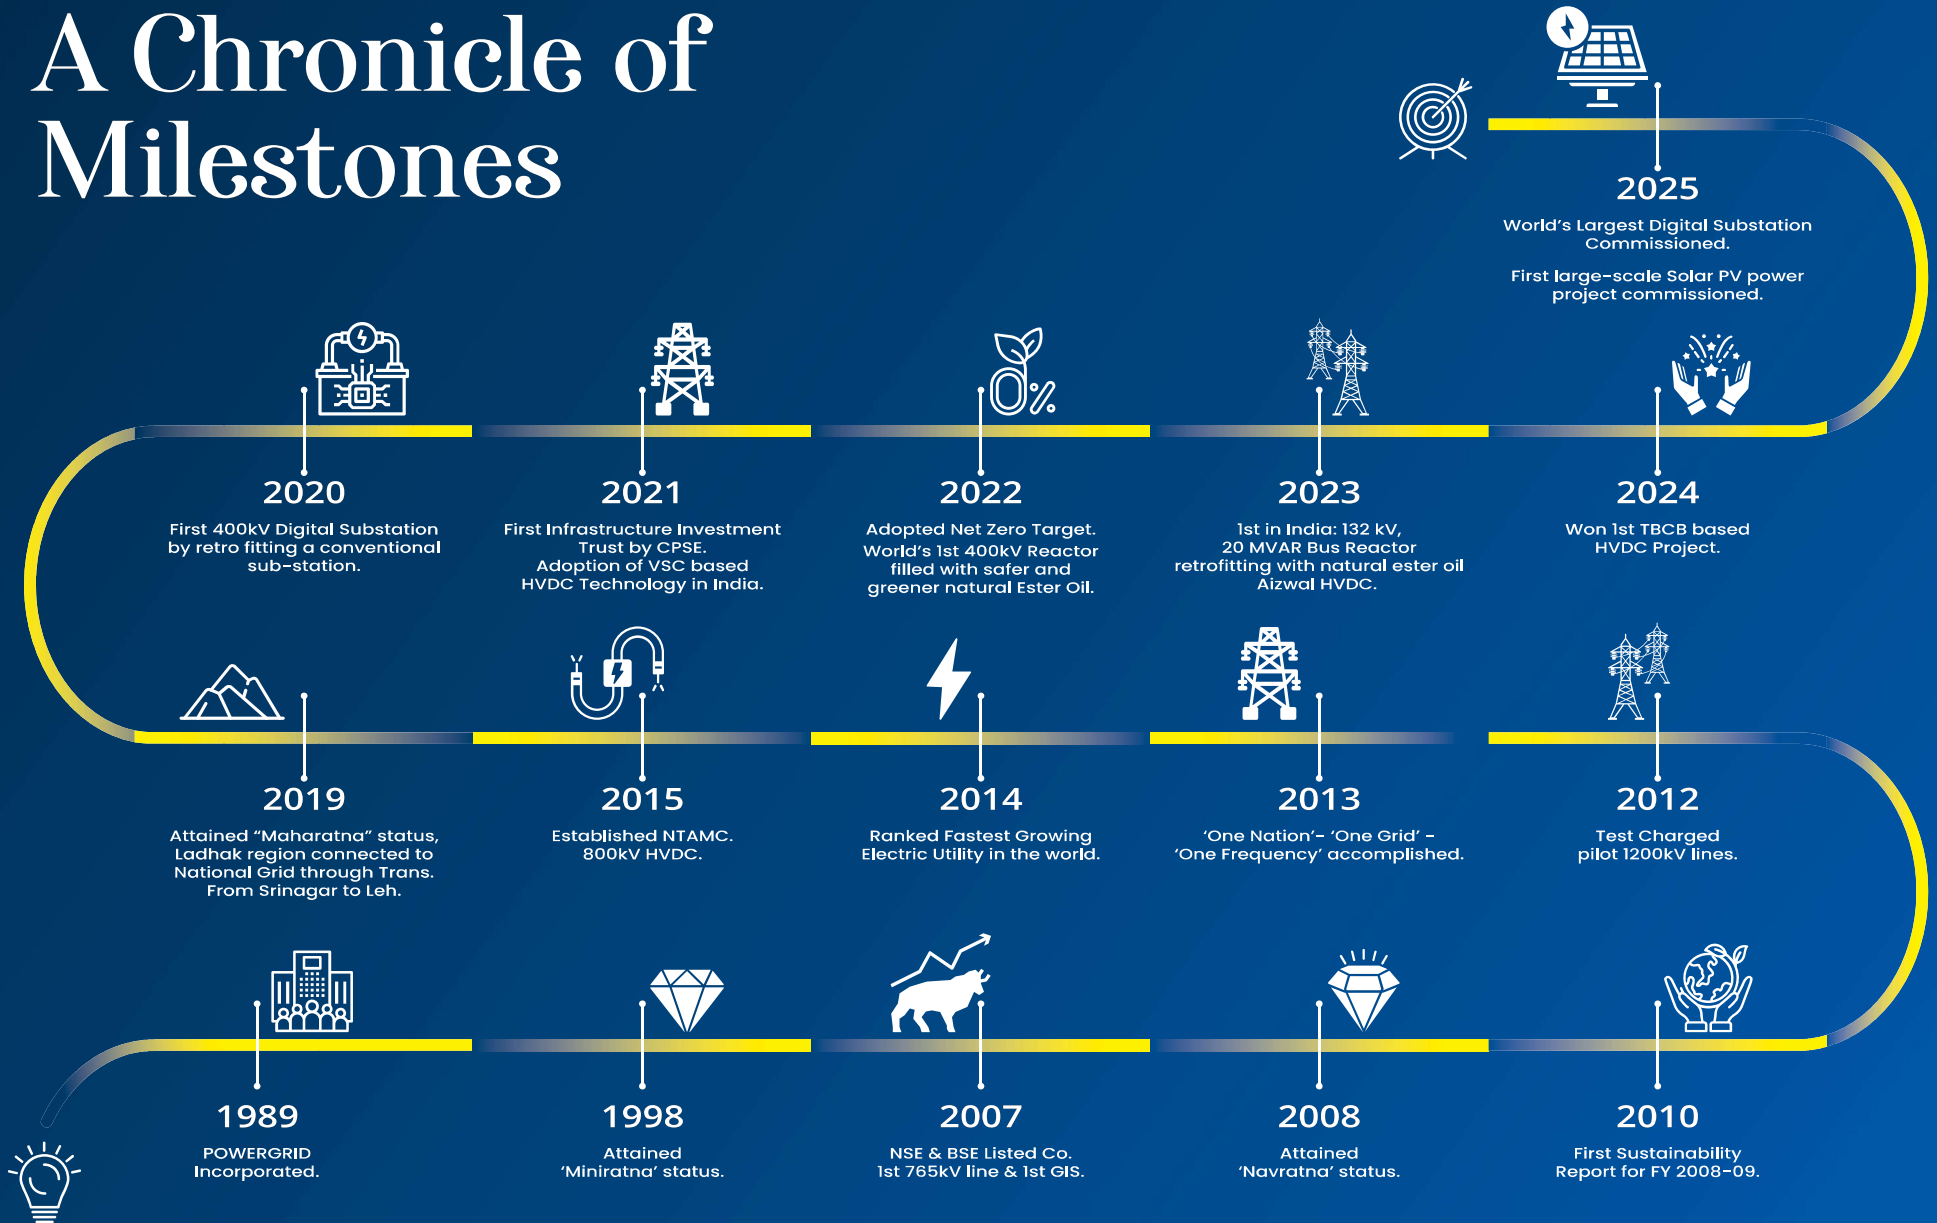 A Chronicle of
Milestones
2025
World's Largest Digital Substation
Commissioned.
First large-scale Solar PV power
project commissioned.
0%
2020
First 400kV Digital Substation
by retro fitting a conventional
sub-station.
2021
First Infrastructure Investment
Trust by CPSE.
Adoption of VSC based
HVDC Technology in India.
2022
Adopted Net Zero Target.
World's 1st 400kV Reactor
filled with safer and
greener natural Ester Oil.
2023
1st in India: 132 kV,
20 MVAR Bus Reactor
retrofitting with natural ester oil
Aizwal HVDC.
2024
Won 1st TBCB based
HVDC Project.
2019
Attained “Maharatna” status,
Ladhak region connected to
National Grid through Trans.
From Srinagar to Leh.
2015
Established NTAMC.
800kV HVDC.
2014
Ranked Fastest Growing
Electric Utility in the world.
2013
‘One Nation’- ‘One Grid’ -
‘One Frequency’ accomplished.
2012
Test Charged
pilot 1200kV lines.
1989
POWERGRID
Incorporated.
1998
Attained
‘Miniratna’ status.
2007
NSE & BSE Listed Co.
1st 765kV line & 1st GIS.
2008
Attained
‘Navratna’ status.
2010
First Sustainability
Report for FY 2008-09.